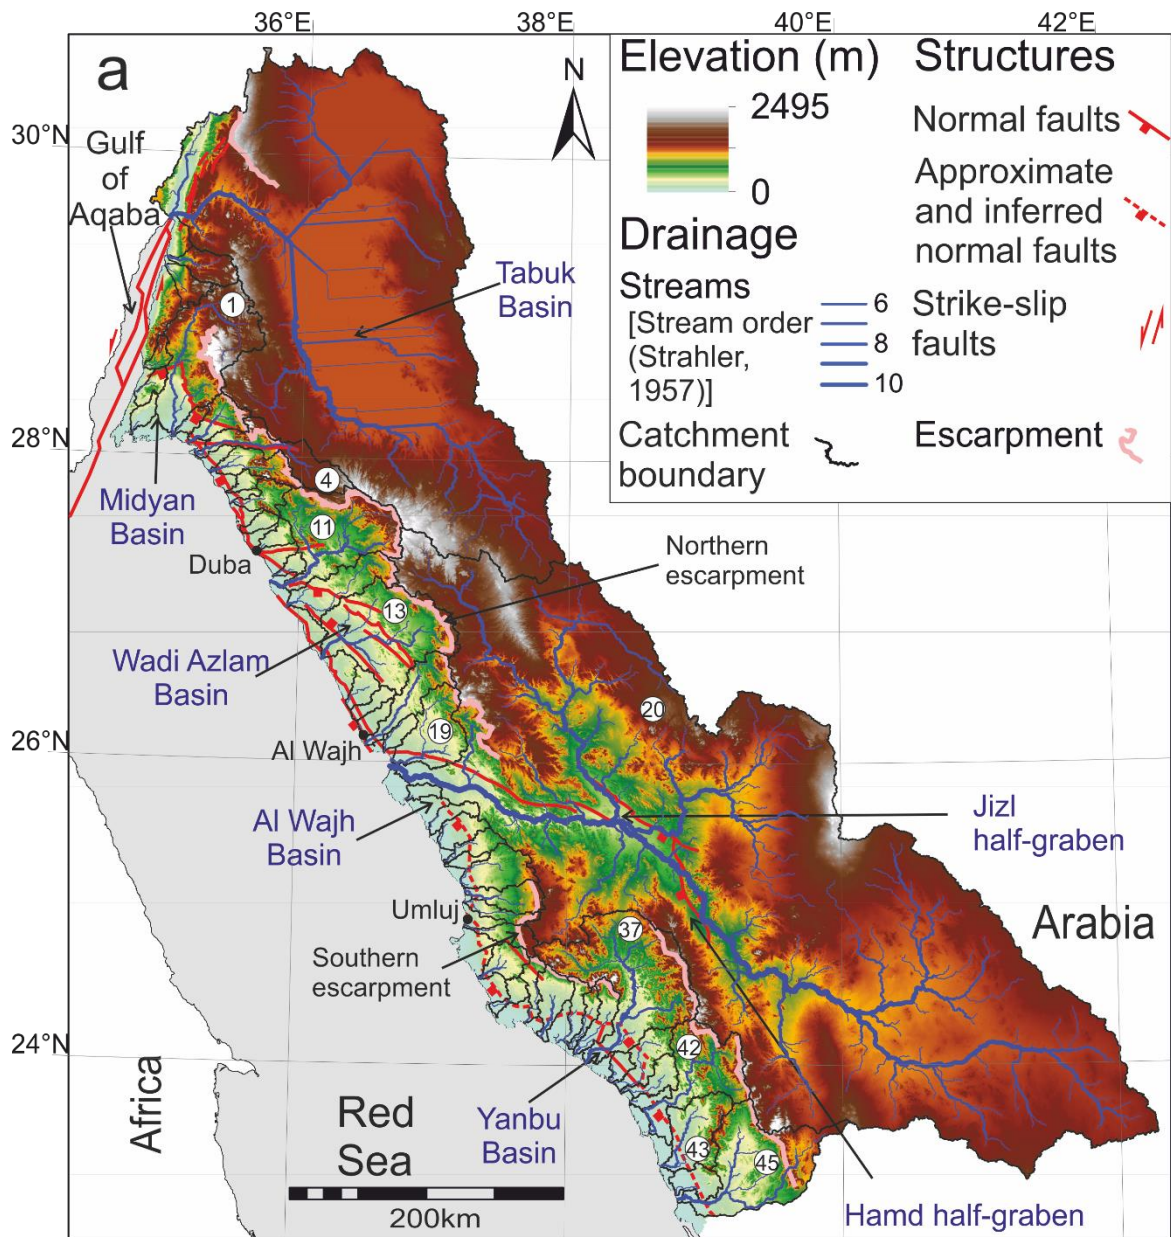 36°E
38°E
40°E
42°E
a
N
Elevation (m)
2495
0
Structures
Normal faults
Approximate
and inferred
normal faults
Strike-slip
faults
Escarpment
Drainage
Streams
[Stream order
(Strahler,
1957)]
6
8
10
Catchment
boundary
30°N
28°N
26°N
24°N
Gulf
of
Aqaba
Tabuk
Basin
1
Midyan
Basin
4
11
Duba
Northern
escarpment
13
Wadi Azlam
Basin
20
19
Al Wajh
Al Wajh
Basin
Jizl
half-graben
Umluj
37
Arabia
Southern
escarpment
42
Africa
Red
Sea
Yanbu
Basin
43
45
200km
Hamd half-graben